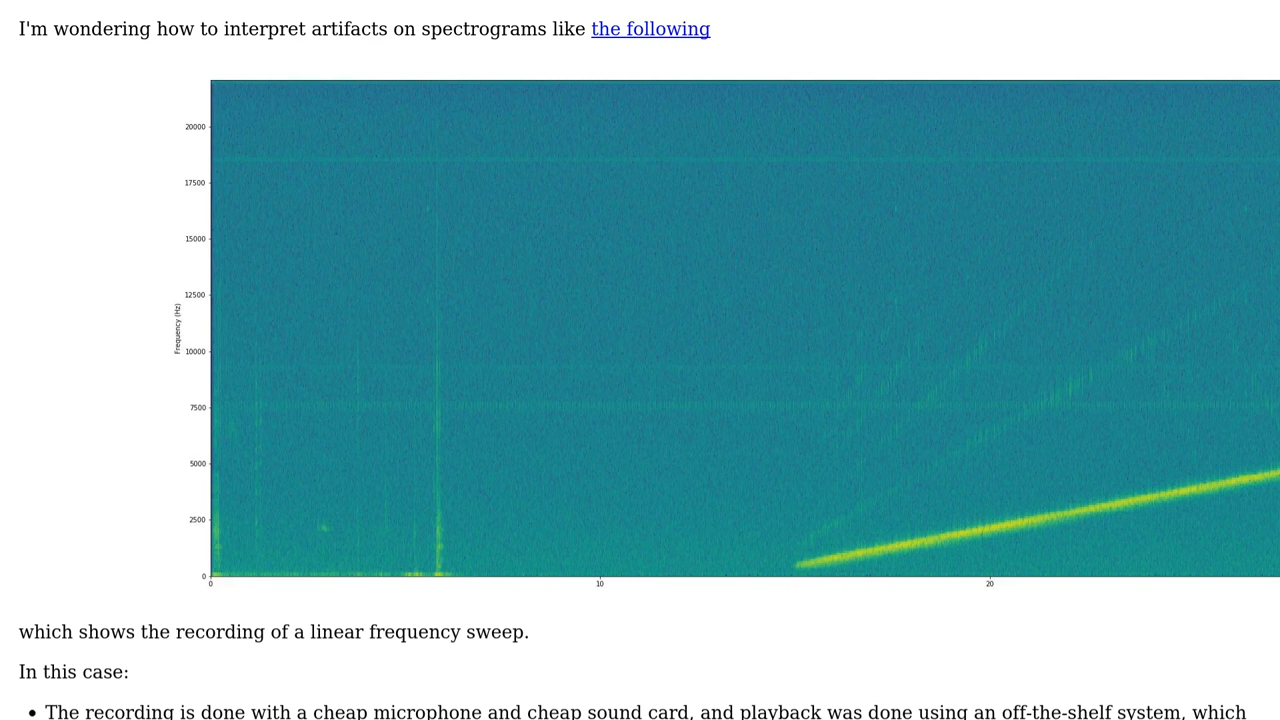 I'm wondering how to interpret artifacts on spectrograms like the following
20000
17500
15000
12500
10000
7500
5000
2500
0
Frequency (Hz)
0 10 20
which shows the recording of a linear frequency sweep.
In this case:
• The recording is done with a cheap microphone and cheap sound card, and playback was done using an off-the-shelf system, which